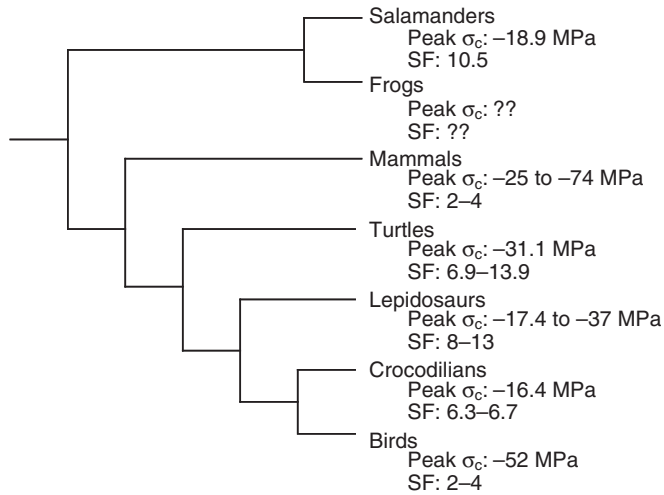 Salamanders
Peak σc: –18.9 MPa
SF: 10.5
Frogs
Peak σc: ??
SF: ??
Mammals
Peak σc: –25 to –74 MPa
SF: 2–4
Turtles
Peak σc: –31.1 MPa
SF: 6.9–13.9
Lepidosaurs
Peak σc: –17.4 to –37 MPa
SF: 8–13
Crocodilians
Peak σc: –16.4 MPa
SF: 6.3–6.7
Birds
Peak σc: –52 MPa
SF: 2–4